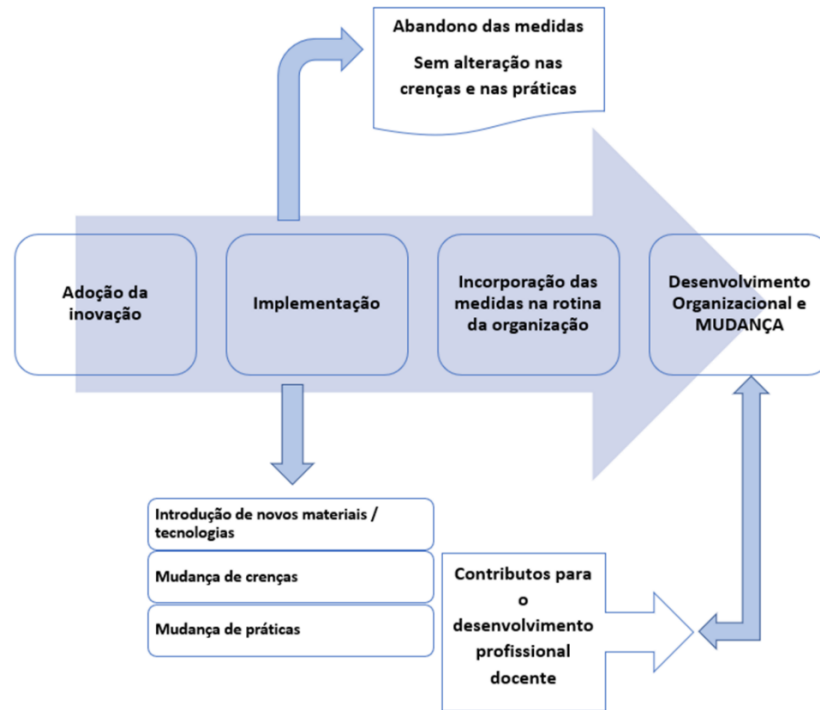 Abandono das medidas
Sem alteração nas
crenças e nas práticas
Adoção da
inovação
Implementação
Incorporação das
medidas na rotina
da organização
Desenvolvimento
Organizacional e
MUDANÇA
Introdução de novos materiais /
tecnologias
Mudança de crenças
Mudança de práticas
Contributos para
o
desenvolvimento
profissional
docente